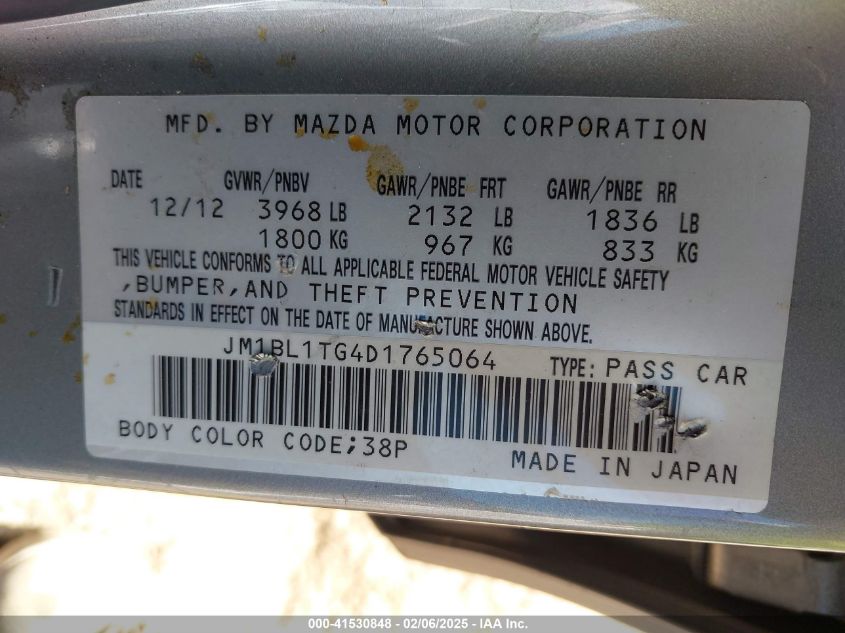 MFD. BY MAZDA MOTOR CORPORATION
DATE GVWR/PNBV GAWR/PNBE FRT GAWR/PNBE RR
12/12 3968 LB 2132 LB 1836 LB
1800 KG 967 KG 833 KG
THIS VEHICLE CONFORMS TO ALL APPLICABLE FEDERAL MOTOR VEHICLE SAFETY
,BUMPER,AND THEFT PREVENTION
STANDARDS IN EFFECT ON THE DATE OF MANUFACTURE SHOWN ABOVE.
JM1BL1TG4D1765064 TYPE: PASS CAR
BODY COLOR CODE;38P
MADE IN JAPAN
000-41530848 - 02/06/2025 - IAA Inc.